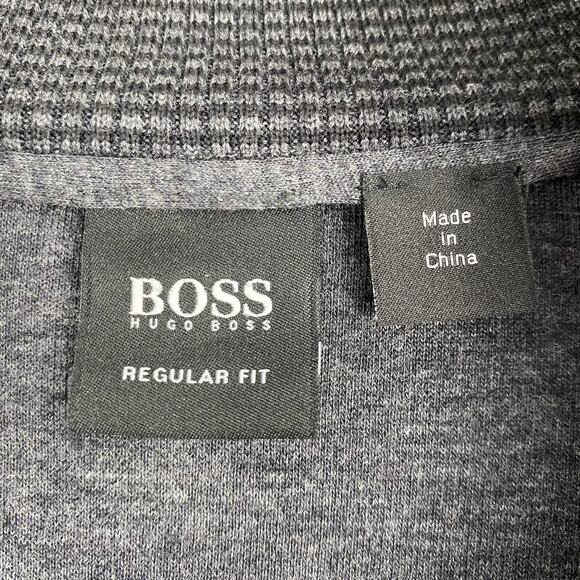 BOSS
HUGO BOSS
REGULAR FIT
Made
in
China